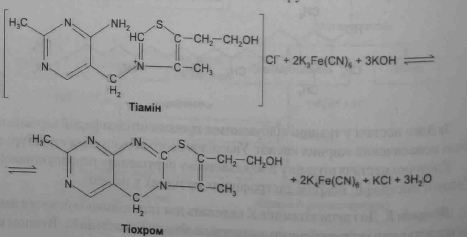 NH₂
S
H₃C
N
HC
CH₂-CH₂OH
N
N⁺
CH₃
C
H₂
Cl⁻ + 2K₃Fe(CN)₆ + 3KOH ⇌
Тіамін
H₃C
N
N
S
CH₂-CH₂OH
N
N
CH₃
C
H₂
⇌
+ 2K₄Fe(CN)₆ + KCl + 3H₂O
Тіохром